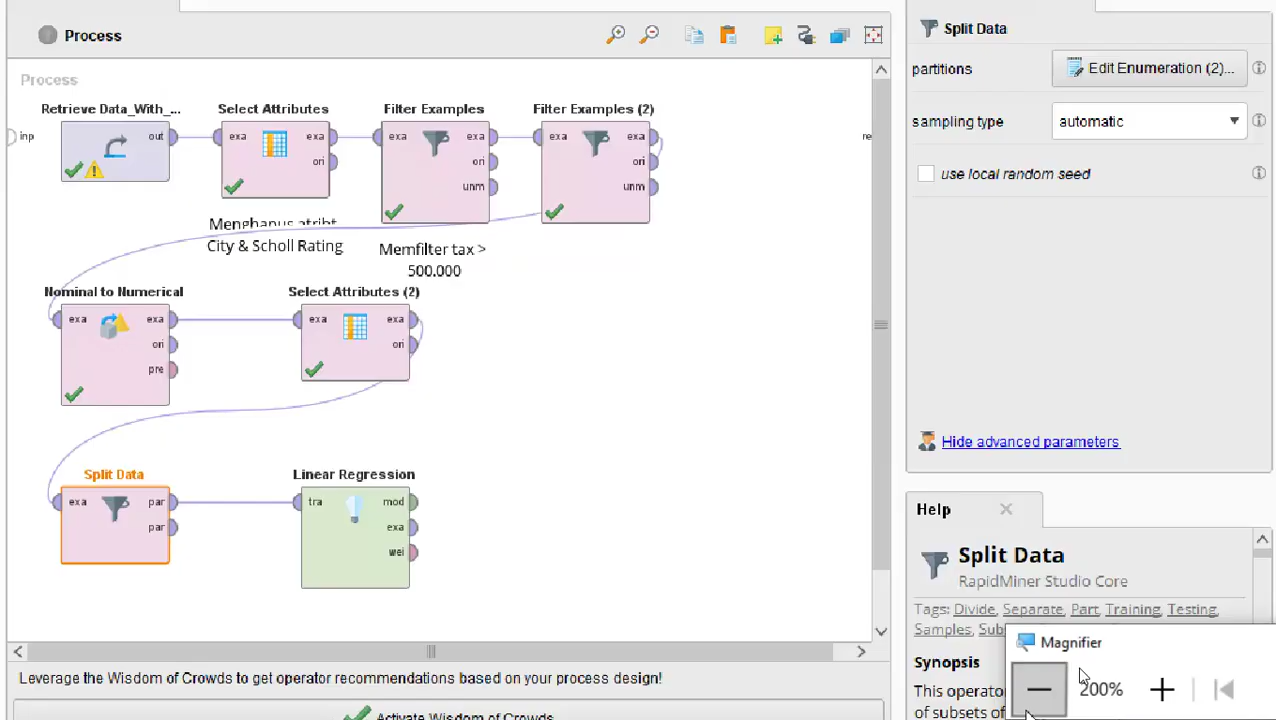 Process
Process
inp
Retrieve Data_With_...
out
Select Attributes
exa exa
ori
Menghapus atribt
City & Scholl Rating
Filter Examples
exa exa
ori
unm
Memfilter tax >
500.000
Filter Examples (2)
exa exa
ori
unm
re
Nominal to Numerical
exa exa
ori
pre
Select Attributes (2)
exa exa
ori
Split Data
exa par
par
Linear Regression
tra mod
exa
wei
Leverage the Wisdom of Crowds to get operator recommendations based on your process design!
Activate Wisdom of Crowds
Split Data
partitions
Edit Enumeration (2)...
sampling type
automatic
use local random seed
Hide advanced parameters
Help
Split Data
RapidMiner Studio Core
Tags: Divide, Separate, Part, Training, Testing,
Samples,
Synopsis
This
of subsets of
Magnifier
200%